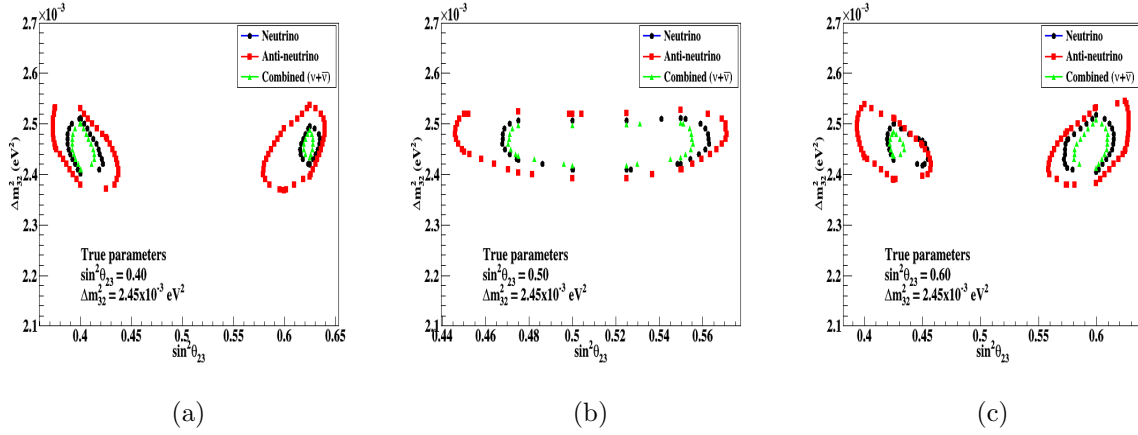 ×10⁻³
2.7
2.6
2.5
2.4
2.3
2.2
2.1
Δm²₃₂ (eV²)
Neutrino
Anti-neutrino
Combined (ν+ν̄)
True parameters
sin²θ₂₃ = 0.40
Δm²₃₂ = 2.45x10⁻³ eV²
0.4 0.45 0.5 0.55 0.6 0.65
sin²θ₂₃
(a)
×10⁻³
2.7
2.6
2.5
2.4
2.3
2.2
2.1
Δm²₃₂ (eV²)
Neutrino
Anti-neutrino
Combined (ν+ν̄)
True parameters
sin²θ₂₃ = 0.50
Δm²₃₂ = 2.45x10⁻³ eV²
0.44 0.46 0.48 0.5 0.52 0.54 0.56
sin²θ₂₃
(b)
×10⁻³
2.7
2.6
2.5
2.4
2.3
2.2
2.1
Δm²₃₂ (eV²)
Neutrino
Anti-neutrino
Combined (ν+ν̄)
True parameters
sin²θ₂₃ = 0.60
Δm²₃₂ = 2.45x10⁻³ eV²
0.4 0.45 0.5 0.55 0.6
sin²θ₂₃
(c)